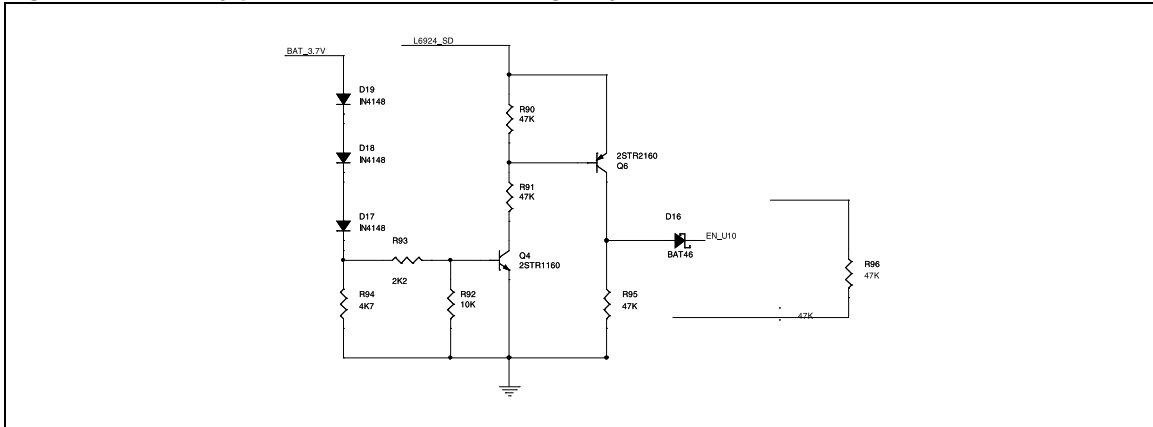 L6924_SD
BAT_3.7V
D19
IN4148
R90
47K
D18
IN4148
2STR2160
Q6
R91
47K
D17
IN4148
D16
EN_U10
BAT46
R93
2K2
Q4
2STR1160
R96
47K
R94
4K7
R92
10K
R95
47K
47K